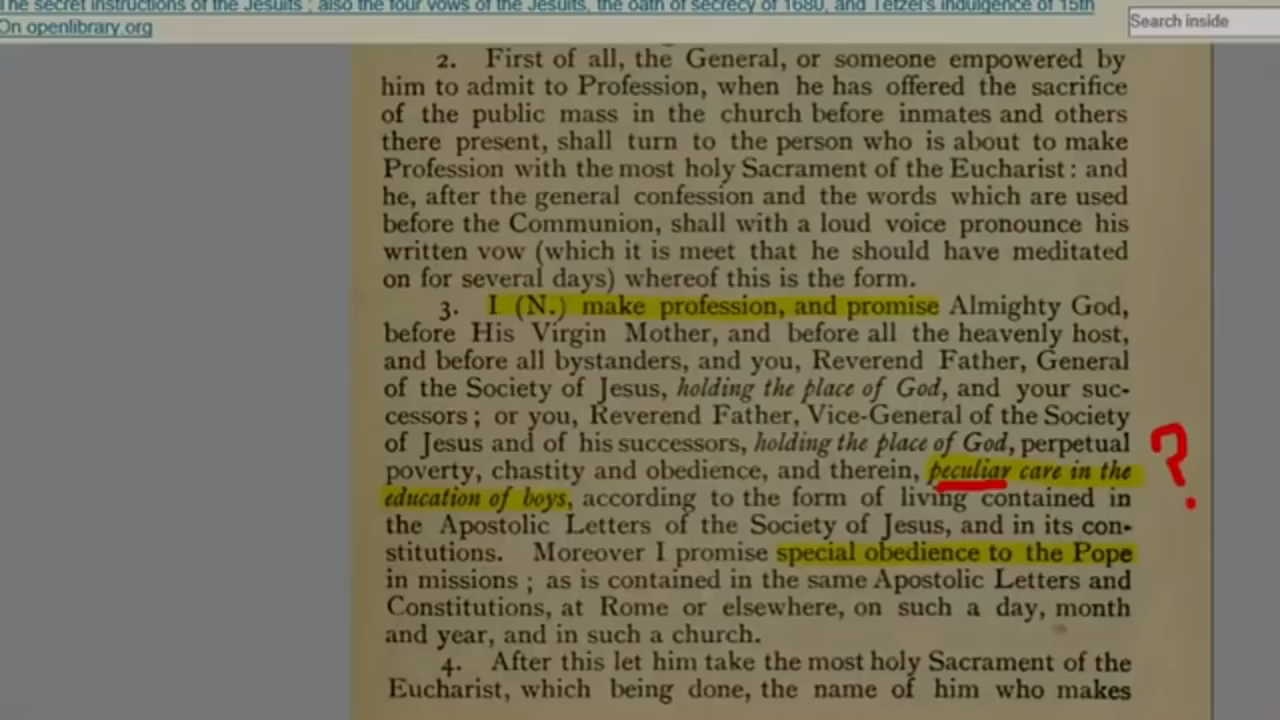 The secret instructions of the Jesuits ; also the four vows of the Jesuits, the oath of secrecy of 1680, and Tetzel's indulgence of 15th
On openlibrary.org
Search inside
2. First of all, the General, or someone empowered by
him to admit to Profession, when he has offered the sacrifice
of the public mass in the church before inmates and others
there present, shall turn to the person who is about to make
Profession with the most holy Sacrament of the Eucharist : and
he, after the general confession and the words which are used
before the Communion, shall with a loud voice pronounce his
written vow (which it is meet that he should have meditated
on for several days) whereof this is the form.
3. I (N.) make profession, and promise Almighty God,
before His Virgin Mother, and before all the heavenly host,
and before all bystanders, and you, Reverend Father, General
of the Society of Jesus, holding the place of God, and your suc-
cessors ; or you, Reverend Father, Vice-General of the Society
of Jesus and of his successors, holding the place of God, perpetual
poverty, chastity and obedience, and therein, peculiar care in the
education of boys, according to the form of living contained in
the Apostolic Letters of the Society of Jesus, and in its con-
stitutions. Moreover I promise special obedience to the Pope
in missions ; as is contained in the same Apostolic Letters and
Constitutions, at Rome or elsewhere, on such a day, month
and year, and in such a church.
4. After this let him take the most holy Sacrament of the
Eucharist, which being done, the name of him who makes
?